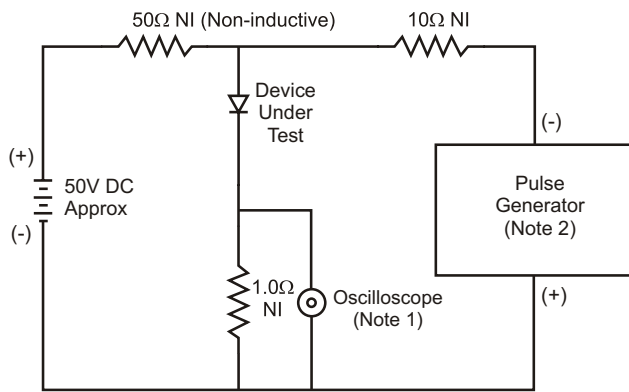 50Ω NI (Non-inductive)
10Ω NI
Device
Under
Test
(-)
(+)
50V DC
Approx
(-)
Pulse
Generator
(Note 2)
1.0Ω
NI
Oscilloscope
(Note 1)
(+)